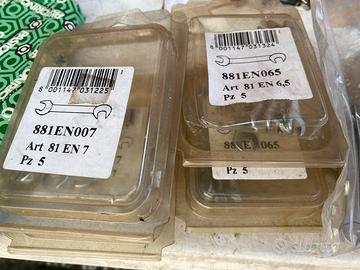 8 001147 031225
881EN007
Art 81 EN 7
Pz 5
8 001147 031324
881EN065
Art 81 EN 6,5
Pz 5
881EN065
Pz 5
Subito